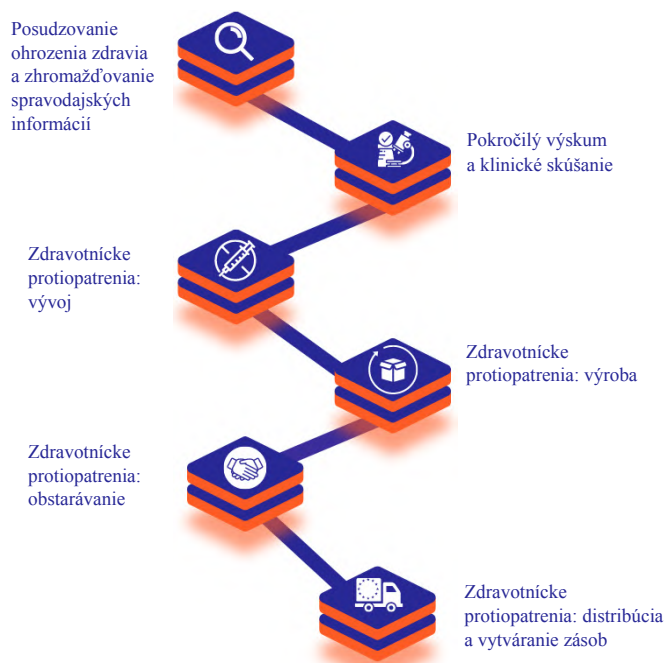 Posudzovanie
ohrozenia zdravia
a zhromažďovanie
spravodajských
informácií
Pokročilý výskum
a klinické skúšanie
Zdravotnícke
protiopatrenia:
vývoj
Zdravotnícke
protiopatrenia: výroba
Zdravotnícke
protiopatrenia:
obstarávanie
Zdravotnícke
protiopatrenia: distribúcia
a vytváranie zásob